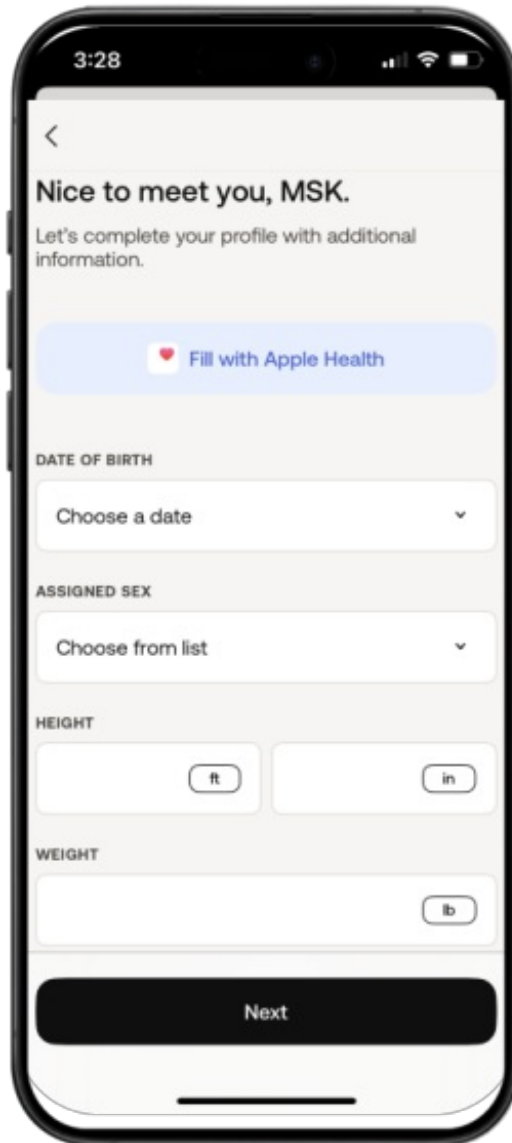 3:28
Nice to meet you, MSK.
Let's complete your profile with additional
information.
Fill with Apple Health
DATE OF BIRTH
Choose a date
ASSIGNED SEX
Choose from list
HEIGHT
ft
in
WEIGHT
lb
Next